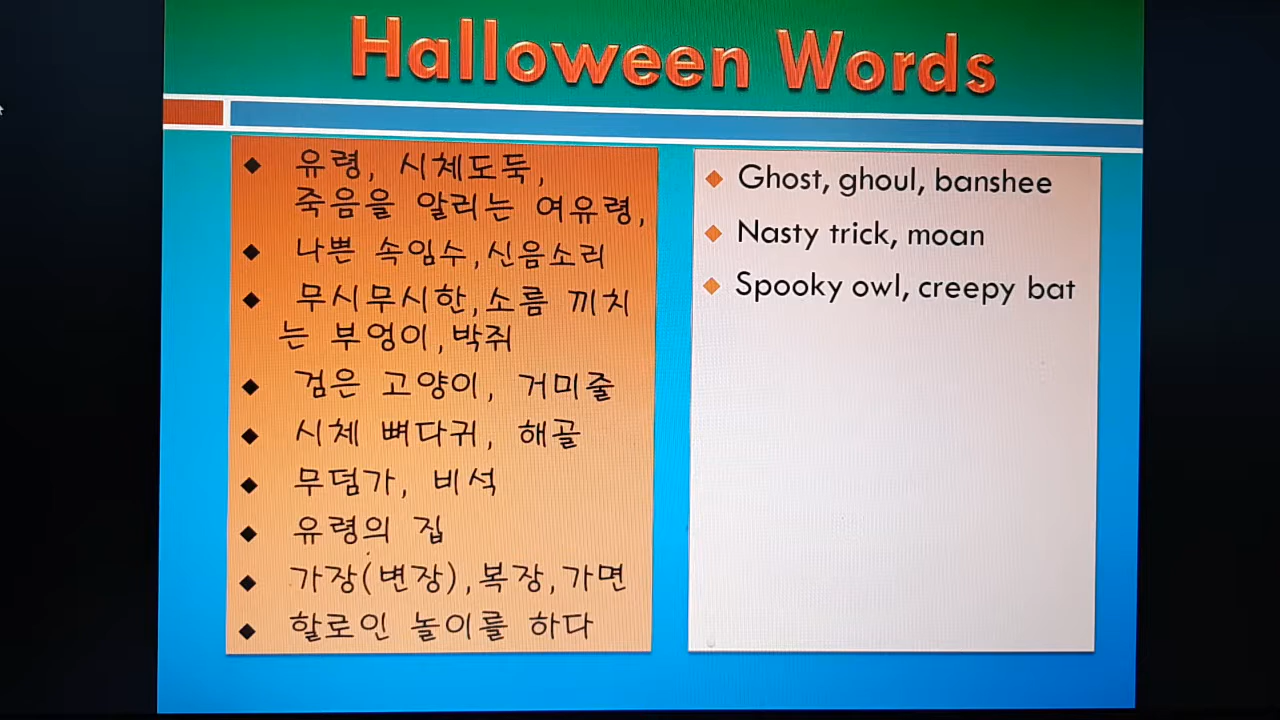 Halloween Words
유령, 시체도둑,
죽음을 알리는 여유령,
나쁜 속임수,신음소리
무시무시한,소름 끼치
는 부엉이,박쥐
검은 고양이, 거미줄
시체 뼈다귀, 해골
무덤가, 비석
유령의 집
가장(변장),복장,가면
할로인 놀이를 하다
Ghost, ghoul, banshee
Nasty trick, moan
Spooky owl, creepy bat